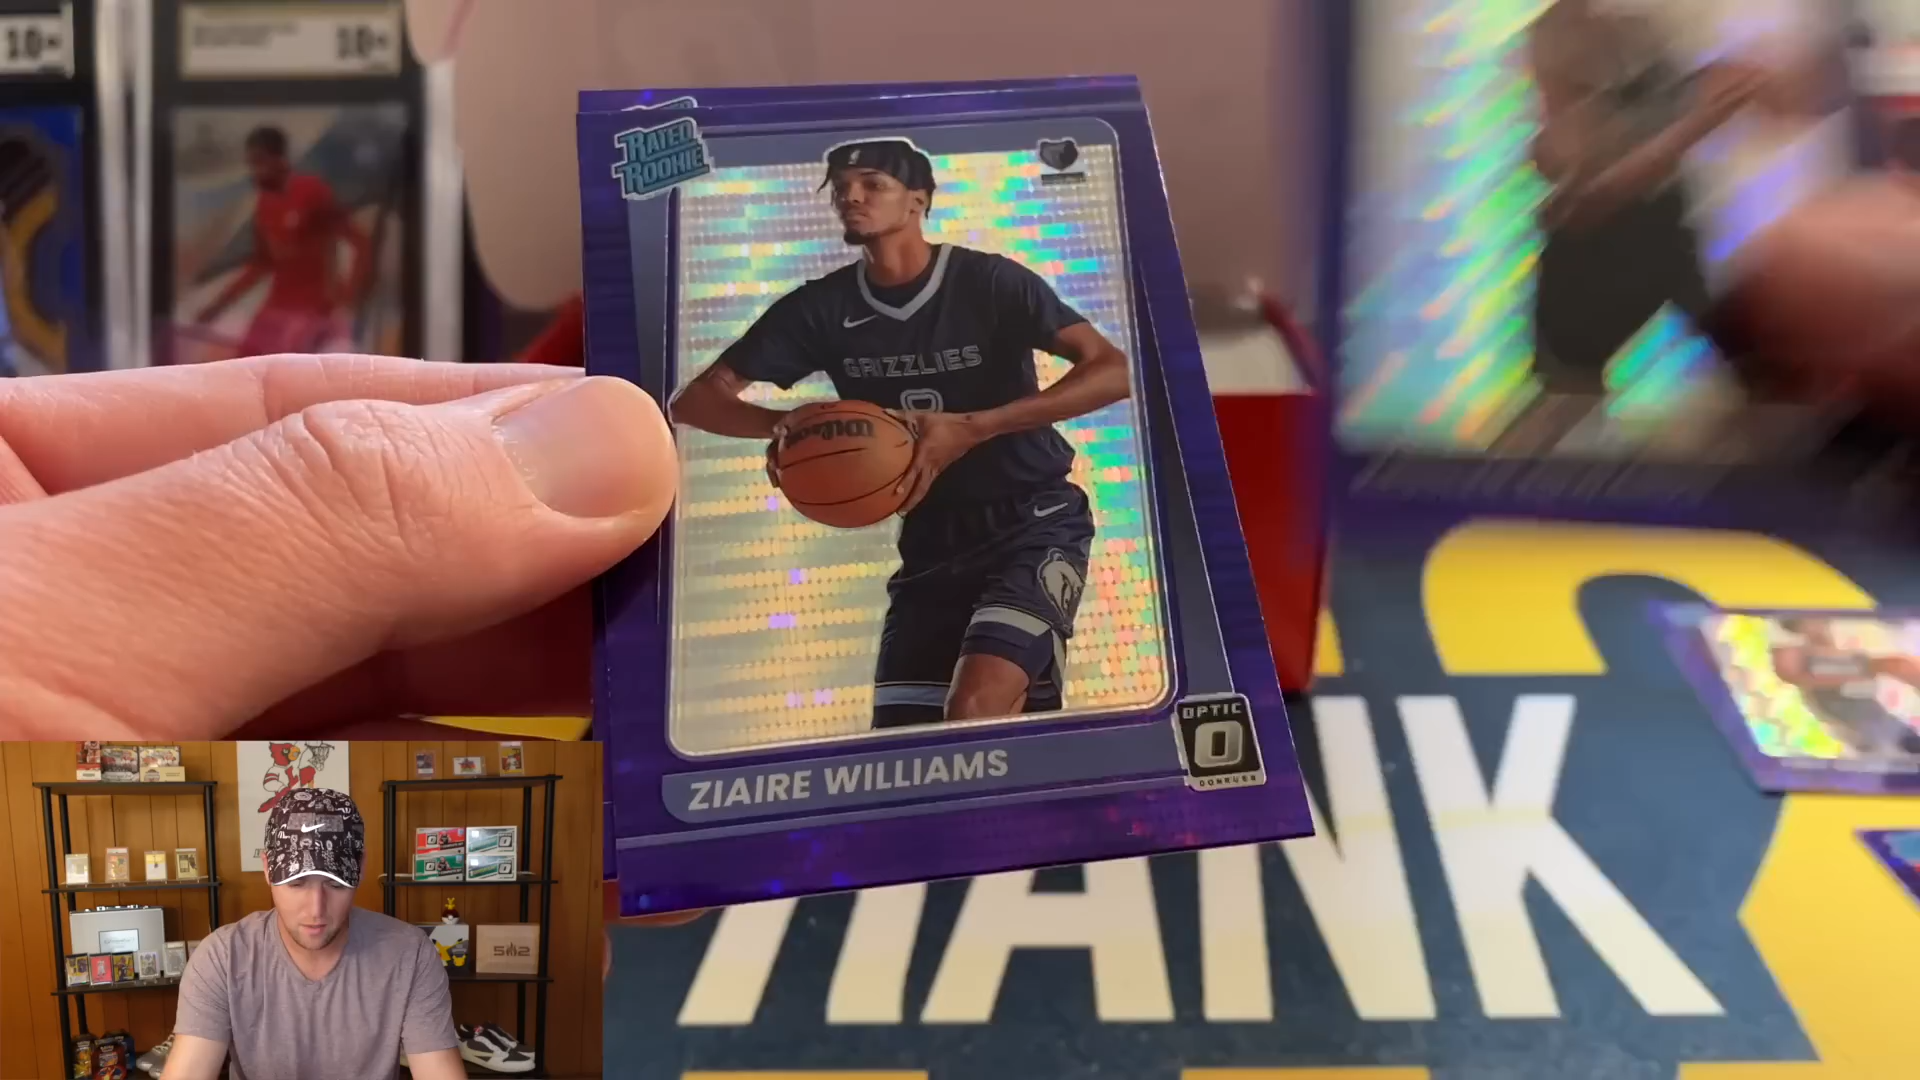 10
10
RATED
ROOKIE
GRIZZLIES
Wilson
ZIAIRE WILLIAMS
OPTIC
DONRUSS
HANK